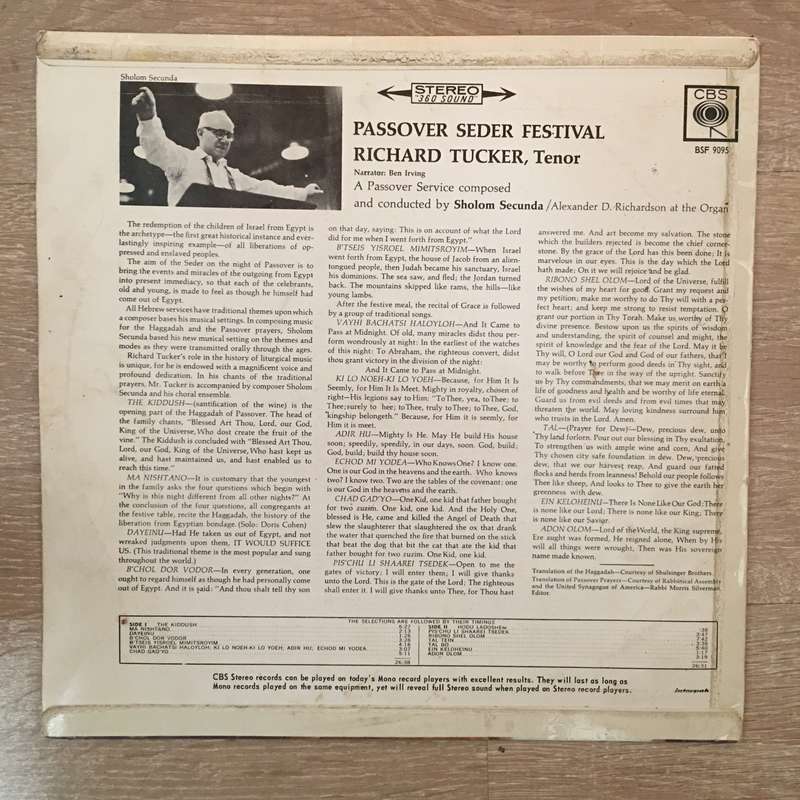 Sholom Secunda
STEREO
"360 SOUND"
CBS
BSF 9095
PASSOVER SEDER FESTIVAL
RICHARD TUCKER, Tenor
Narrator: Ben Irving
A Passover Service composed
and conducted by Sholom Secunda/Alexander D. Richardson at the Organ
The redemption of the children of Israel from Egypt is
the archetype—the first great historical instance and ever-
lastingly inspiring example—of all liberations of op-
pressed and enslaved peoples.
The aim of the Seder on the night of Passover is to
bring the events and miracles of the outgoing from Egypt
into present immediacy, so that each of the celebrants,
old and young, is made to feel as though he himself had
come out of Egypt.
All Hebrew services have traditional themes upon which
a composer bases his musical settings. In composing music
for the Haggadah and the Passover prayers, Sholom
Secunda based his new musical setting on the themes and
modes as they were transmitted orally through the ages.
Richard Tucker's role in the history of liturgical music
is unique, for he is endowed with a magnificent voice and
profound dedication. In his chants of the traditional
prayers, Mr. Tucker is accompanied by composer Sholom
Secunda and his choral ensemble.
THE KIDDUSH—(santification of the wine) is the
opening part of the Haggadah of Passover. The head of
the family chants, "Blessed Art Thou, Lord, our God,
King of the Universe, Who dost create the fruit of the
vine." The Kiddush is concluded with "Blessed Art Thou,
Lord, our God, King of the Universe, Who hast kept us
alive, and hast maintained us, and hast enabled us to
reach this time."
MA NISHTANO—It is customary that the youngest
in the family asks the four questions which begin with
"Why is this night different from all other nights?" At
the conclusion of the four questions, all congregants at
the festival table, recite the Haggadah, the history of the
liberation from Egyptian bondage. (Solo: Doris Cohen)
DAYEINU—Had He taken us out of Egypt, and not
wreaked judgments upon them, IT WOULD SUFFICE
US. (This traditional theme is the most popular and sung
throughout the world.)
B'CHOL DOR VODOR—In every generation, one
ought to regard himself as though he had personally come
out of Egypt. And it is said: "And thou shalt tell thy son
on that day, saying: This is on account of what the Lord
did for me when I went forth from Egypt."
B'TSEIS YISROEL MIMITSROYIM—When Israel
went forth from Egypt, the house of Jacob from an alien-
tongued people, then Judah became his sanctuary, Israel
his dominions. The sea saw, and fled; the Jordan turned
back. The mountains skipped like rams, the hills—like
young lambs.
After the festive meal, the recital of Grace is followed
by a group of traditional songs.
VAYHI BACHATSI HALOYLOH—And It Came to
Pass at Midnight. Of old, many miracles didst thou per-
form wondrously at night: In the earliest of the watches
of this night: To Abraham, the righteous convert, didst
thou grant victory in the division of the night:
And It Came to Pass at Midnight.
KI LO NOEH-KI LO YOEH—Because, for Him It Is
Seemly, for Him It Is Meet. Mighty in royalty, chosen of
right—His legions say to Him: "To Thee, yea, to Thee; to
Thee; surely to hee; to Thee, truly to Thee; to Thee, God,
kingship belongeth." Because, for Him it is seemly, for
Him it is meet.
ADIR HU—Mighty Is He. May He build His house
soon; speedily, speedily, in our days, soon. God, build;
God, build; build thy house soon.
ECHOD MI YODEA—Who Knows One? I know one.
One is our God in the heavens and the earth. Who knows
two? I know two. Two are the tables of the covenant: one
is our God in the heavens and the earth.
CHAD GAD'YO—One Kid, one kid that father bought
for two zuzim. One kid, one kid. And the Holy One,
blessed is He, came and killed the Angel of Death that
slew the slaughterer that slaughtered the ox that drank
the water that quenched the fire that burned on the stick
that beat the dog that bit the cat that ate the kid that
father bought for two zuzim. One Kid, one kid.
PIS'CHU LI SHAAREI TSEDEK—Open to me the
gates of victory; I will enter them; I will give thanks
unto the Lord. This is the gate of the Lord; The righteous
shall enter it. I will give thanks unto Thee, for Thou hast
answered me. And art become my salvation. The stone
which the builders rejected is become the chief corner-
stone. By the grace of the Lord has this been done; It is
marvelous in our eyes. This is the day which the Lord
hath made; On it we will rejoice and be glad.
RIBONO SHEL OLOM—Lord of the Universe, fulfill
the wishes of my heart for good. Grant my request and
my petition; make me worthy to do Thy will with a per-
fect heart; and keep me strong to resist temptation. O
grant our portion in Thy Torah. Make us worthy of Thy
divine presence. Bestow upon us the spirits of wisdom
and understanding, the spirit of counsel and might, the
spirit of knowledge and the fear of the Lord. May it be
Thy will, O Lord our God and God of our fathers, that I
may be worthy to perform good deeds in Thy sight, and
to walk before Thee in the way of the upright. Sanctify
us by Thy commandments, that we may merit on earth a
life of goodness and health and be worthy of life eternal.
Guard us from evil deeds and from evil times that may
threaten the world. May loving kindness surround him
who trusts in the Lord. Amen.
TAL—(Prayer for Dew)!—Dew, precious dew, unto
Thy land forlorn. Pour out our blessing in Thy exultation,
To strengthen us with ample wine and corn, And give
Thy chosen city safe foundation in dew. Dew, precious
dew, that we our harvest reap, And guard our fatted
flocks and herds from leanness! Behold our people follows
Thee like sheep, And looks to Thee to give the earth her
greenness with dew.
EIN KELOHEINU—There Is None Like Our God: There
is none like our Lord; There is none like our King; There
is none like our Savior.
ADON OLOM—Lord of the World, the King supreme,
Ere aught was formed, He reigned alone, When by His
will all things were wrought, Then was His sovereign
name made known.
Translation of the Haggadah—Courtesy of Shulsinger Brothers.
Translation of Passover Prayers—Courtesy of Rabbinical Assembly
and the United Synagogue of America—Rabbi Morris Silverman,
Editor.
THE SELECTIONS ARE FOLLOWED BY THEIR TIMINGS
SIDE I THE KIDDUSH 6:22
MA NISHTANO 2:13
DAYEINU 1:26
B'CHOL DOR VODOR 3:28
B'TSEIS YISROEL MIMITSROYIM 4:16
VAYHI BACHATSI HALOYLOH; KI LO NOEH-KI LO YOEH; ADIR HU; ECHOD MI YODEA 3:07
CHAD GAD'YO 5:11
26:38
SIDE II HODU LADOSHEM :38
PIS'CHU LI SHAAREI TSEDEK 3:47
RIBONO SHEL OLOM 7:42
TAL TEIN 3:39
TAL BO 5:40
EIN KELOHEINU 1:17
ADON OLOM 3:19
26:31
CBS Stereo records can be played on today's Mono record players with excellent results. They will last as long as
Mono records played on the same equipment, yet will reveal full Stereo sound when played on Stereo record players.
Interpak